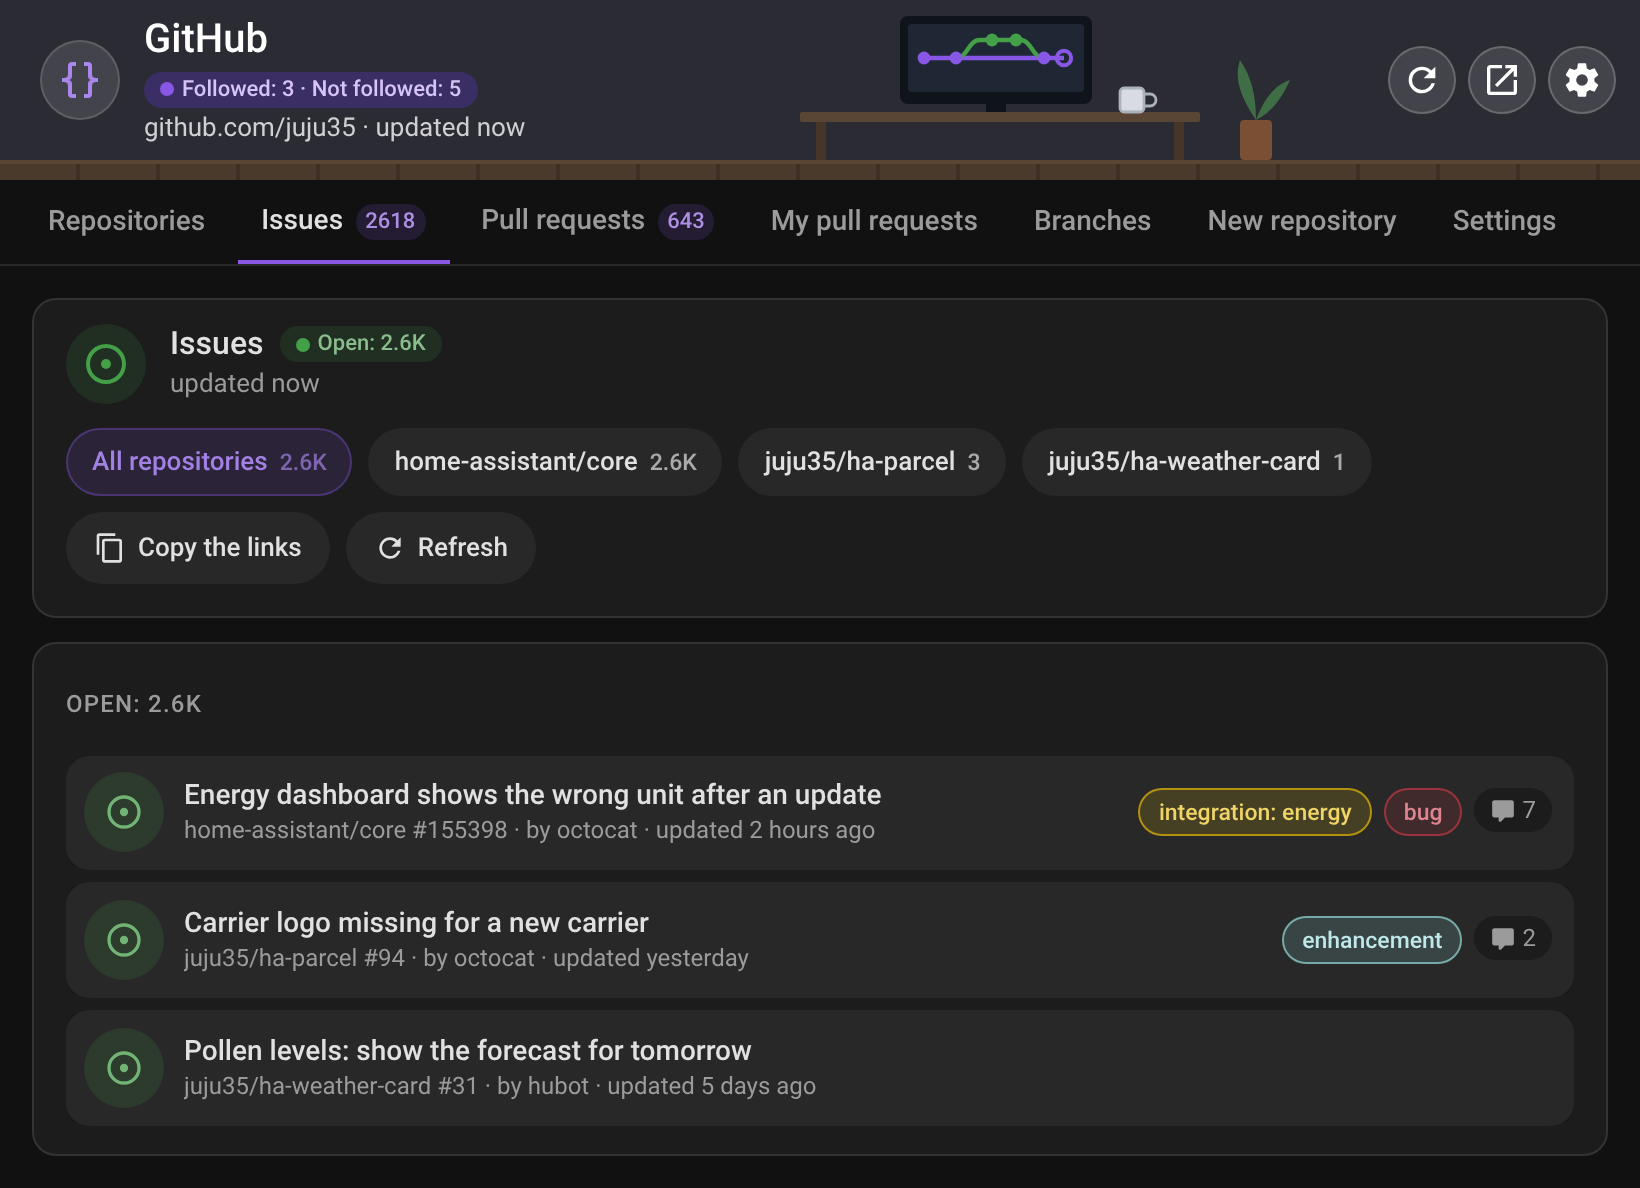 GitHub
Followed: 3 · Not followed: 5
github.com/juju35 · updated now
Repositories
Issues 2618
Pull requests 643
My pull requests
Branches
New repository
Settings
Issues
Open: 2.6K
updated now
All repositories 2.6K
home-assistant/core 2.6K
juju35/ha-parcel 3
juju35/ha-weather-card 1
Copy the links
Refresh
OPEN: 2.6K
Energy dashboard shows the wrong unit after an update
home-assistant/core #155398 · by octocat · updated 2 hours ago
integration: energy
bug
7
Carrier logo missing for a new carrier
juju35/ha-parcel #94 · by octocat · updated yesterday
enhancement
2
Pollen levels: show the forecast for tomorrow
juju35/ha-weather-card #31 · by hubot · updated 5 days ago